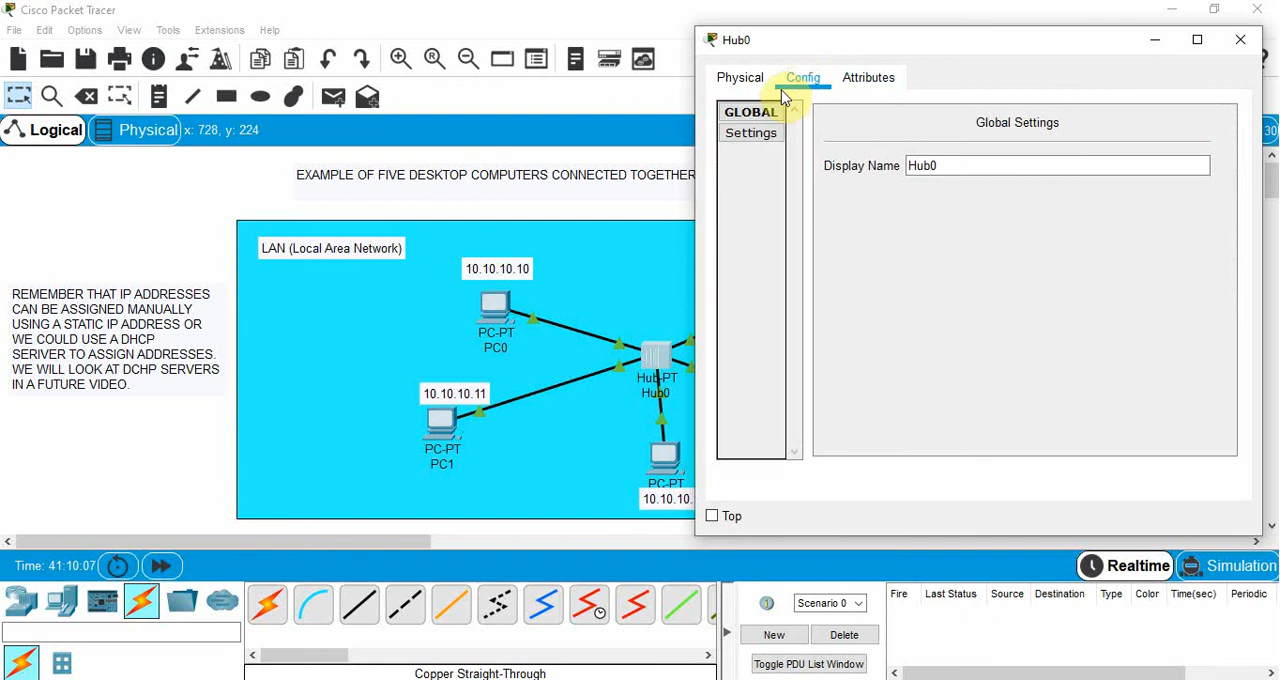 Cisco Packet Tracer
File Edit Options View Tools Extensions Help
Logical Physical x: 728, y: 224
30
EXAMPLE OF FIVE DESKTOP COMPUTERS CONNECTED TOGETHER
LAN (Local Area Network)
REMEMBER THAT IP ADDRESSES
CAN BE ASSIGNED MANUALLY
USING A STATIC IP ADDRESS OR
WE COULD USE A DHCP
SERIVER TO ASSIGN ADDRESSES.
WE WILL LOOK AT DCHP SERVERS
IN A FUTURE VIDEO.
10.10.10.10
PC-PT
PC0
10.10.10.11
PC-PT
PC1
Hub-PT
Hub0
PC-PT
10.10.10.
Hub0
Physical Config Attributes
GLOBAL
Settings
Global Settings
Display Name Hub0
Top
Time: 41:10:07
Realtime Simulation
Scenario 0
New Delete
Toggle PDU List Window
Fire Last Status Source Destination Type Color Time(sec) Periodic
Copper Straight-Through